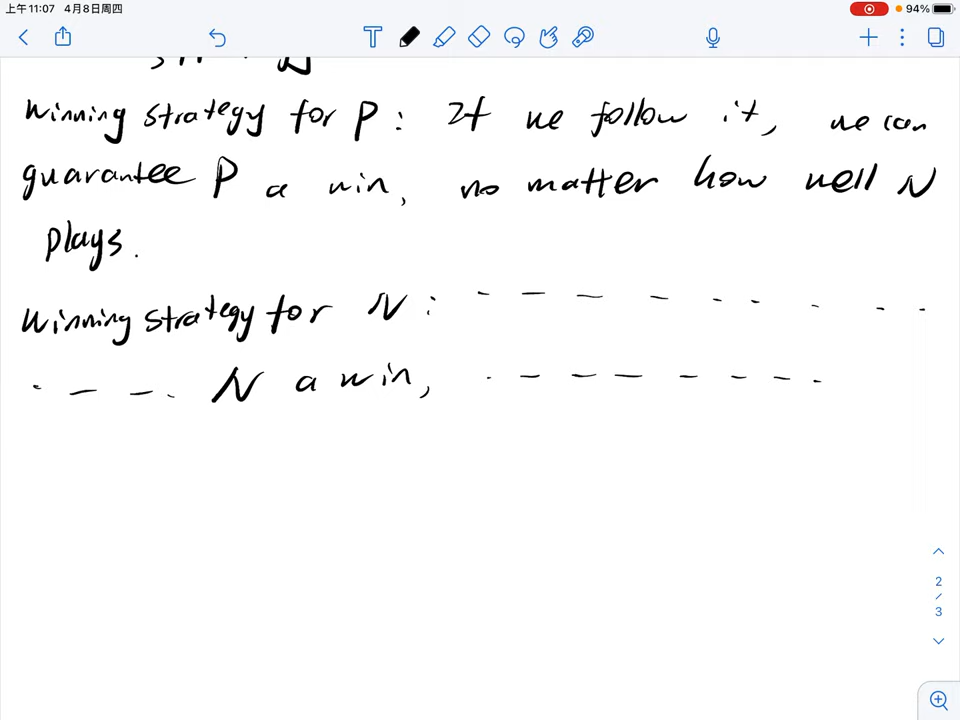 上午11:07 4月8日周四
94%
T
Winning strategy for P: If we follow it, we can
guarantee P a win, no matter how well N
plays.
Winning strategy for N: - - - - - - - - -
- - - - N a win, - - - - - - - -
2
/
3